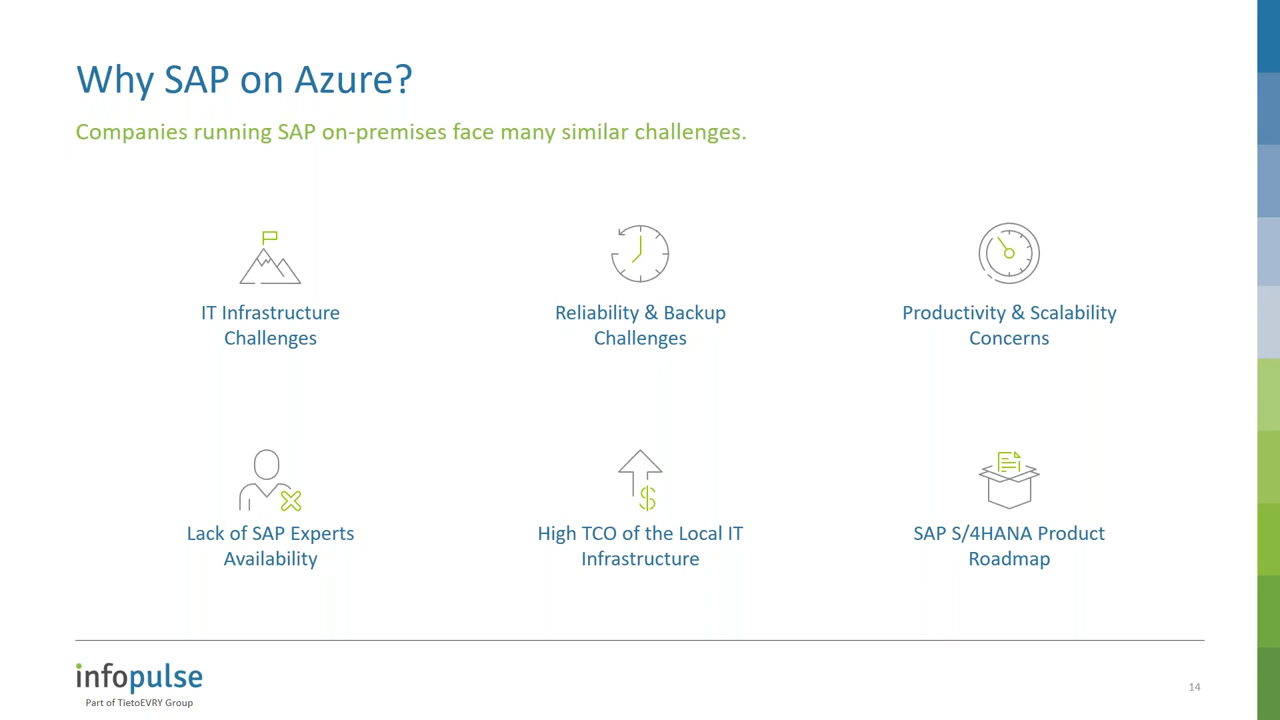 Why SAP on Azure?
Companies running SAP on-premises face many similar challenges.
IT Infrastructure
Challenges
Reliability & Backup
Challenges
Productivity & Scalability
Concerns
Lack of SAP Experts
Availability
High TCO of the Local IT
Infrastructure
$
SAP S/4HANA Product
Roadmap
infopulse
Part of TietoEVRY Group
14